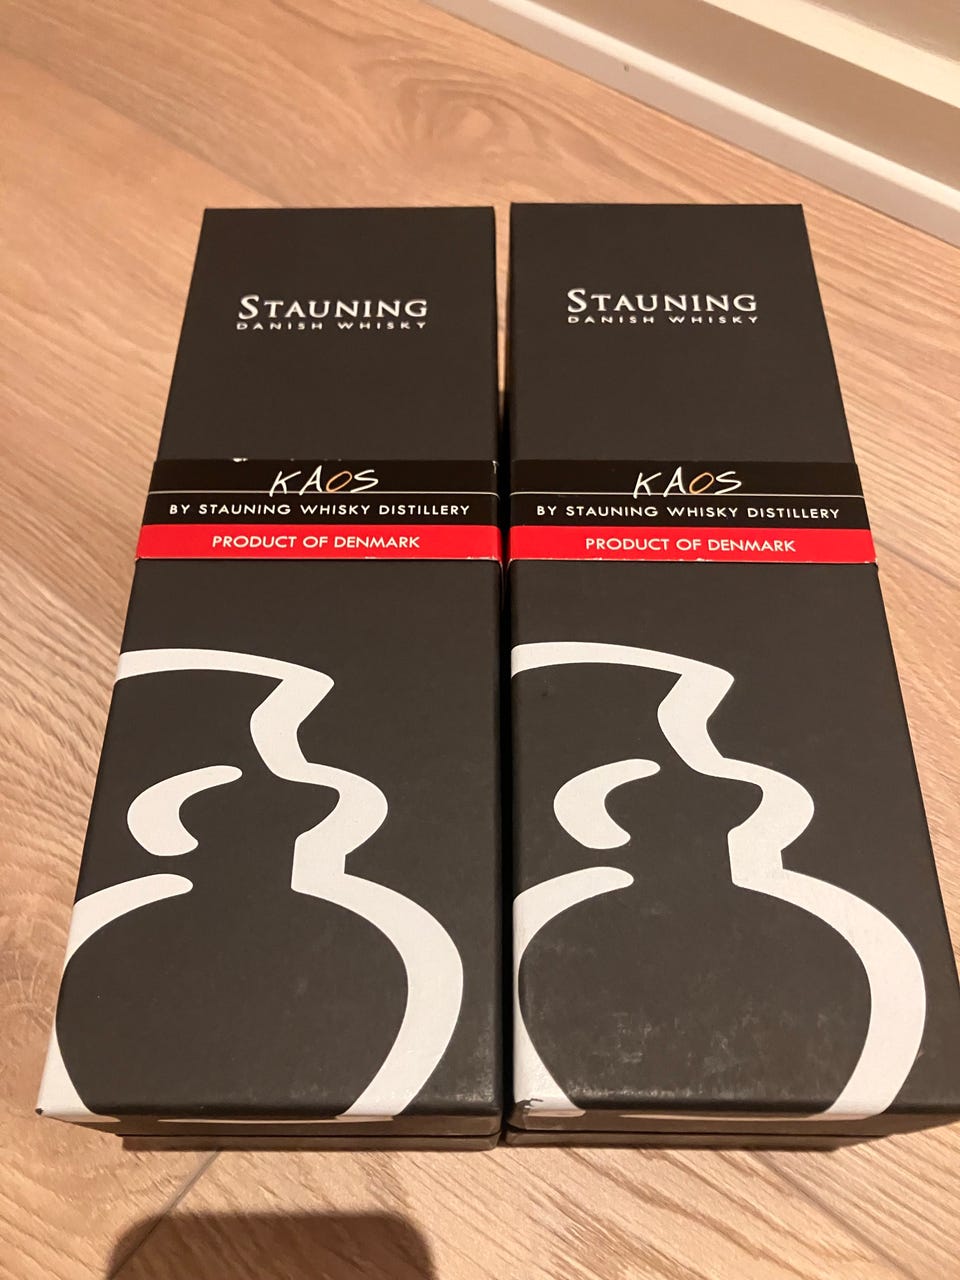 STAUNING
DANISH WHISKY
KAOS
BY STAUNING WHISKY DISTILLERY
PRODUCT OF DENMARK
STAUNING
DANISH WHISKY
KAOS
BY STAUNING WHISKY DISTILLERY
PRODUCT OF DENMARK